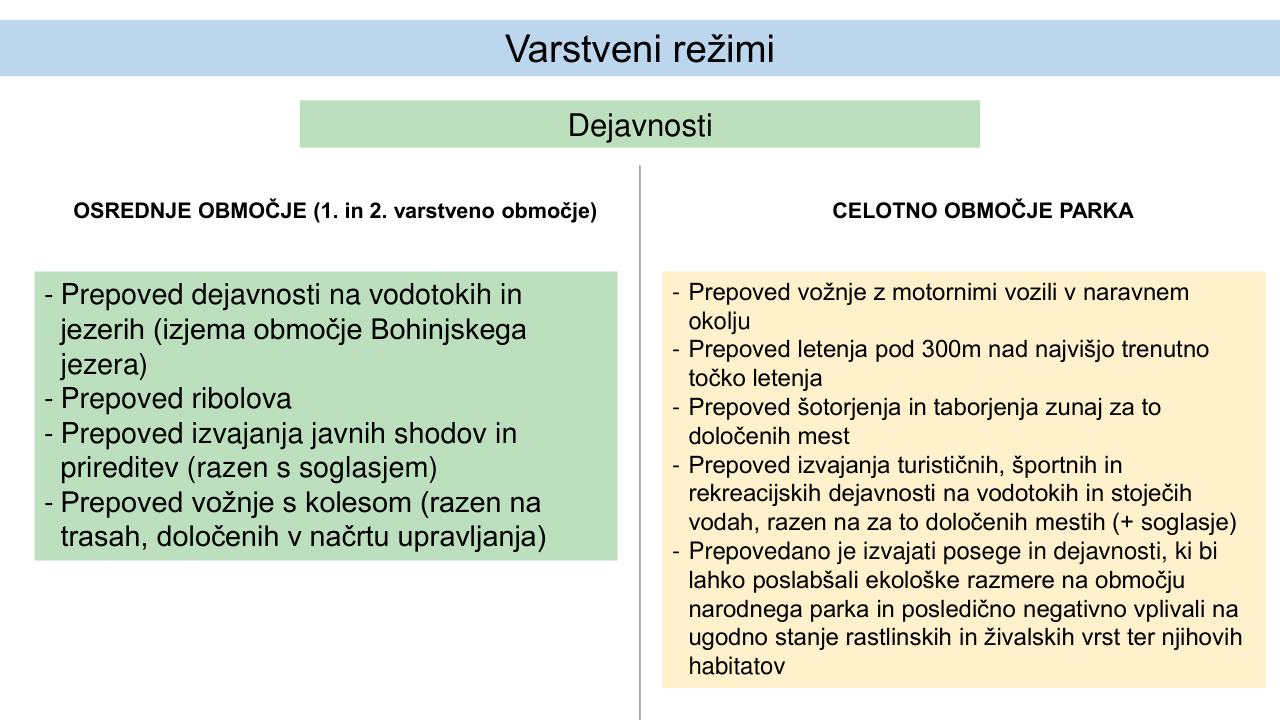 Varstveni režimi
Dejavnosti
OSREDNJE OBMOČJE (1. in 2. varstveno območje)
- Prepoved dejavnosti na vodotokih in
jezerih (izjema območje Bohinjskega
jezera)
- Prepoved ribolova
- Prepoved izvajanja javnih shodov in
prireditev (razen s soglasjem)
- Prepoved vožnje s kolesom (razen na
trasah, določenih v načrtu upravljanja)
CELOTNO OBMOČJE PARKA
- Prepoved vožnje z motornimi vozili v naravnem
okolju
- Prepoved letenja pod 300m nad najvišjo trenutno
točko letenja
- Prepoved šotorjenja in taborjenja zunaj za to
določenih mest
- Prepoved izvajanja turističnih, športnih in
rekreacijskih dejavnosti na vodotokih in stoječih
vodah, razen na za to določenih mestih (+ soglasje)
- Prepovedano je izvajati posege in dejavnosti, ki bi
lahko poslabšali ekološke razmere na območju
narodnega parka in posledično negativno vplivali na
ugodno stanje rastlinskih in živalskih vrst ter njihovih
habitatov